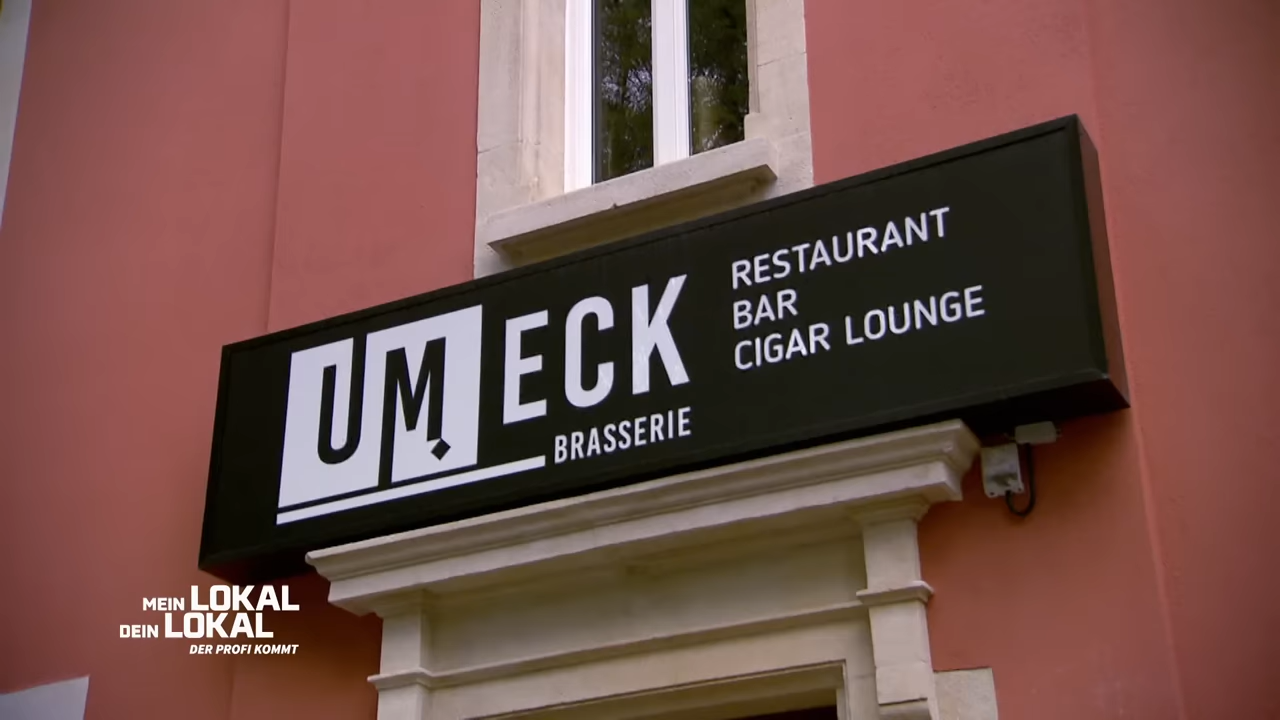 UM ECK
BRASSERIE
RESTAURANT
BAR
CIGAR LOUNGE
MEIN LOKAL
DEIN LOKAL
DER PROFI KOMMT